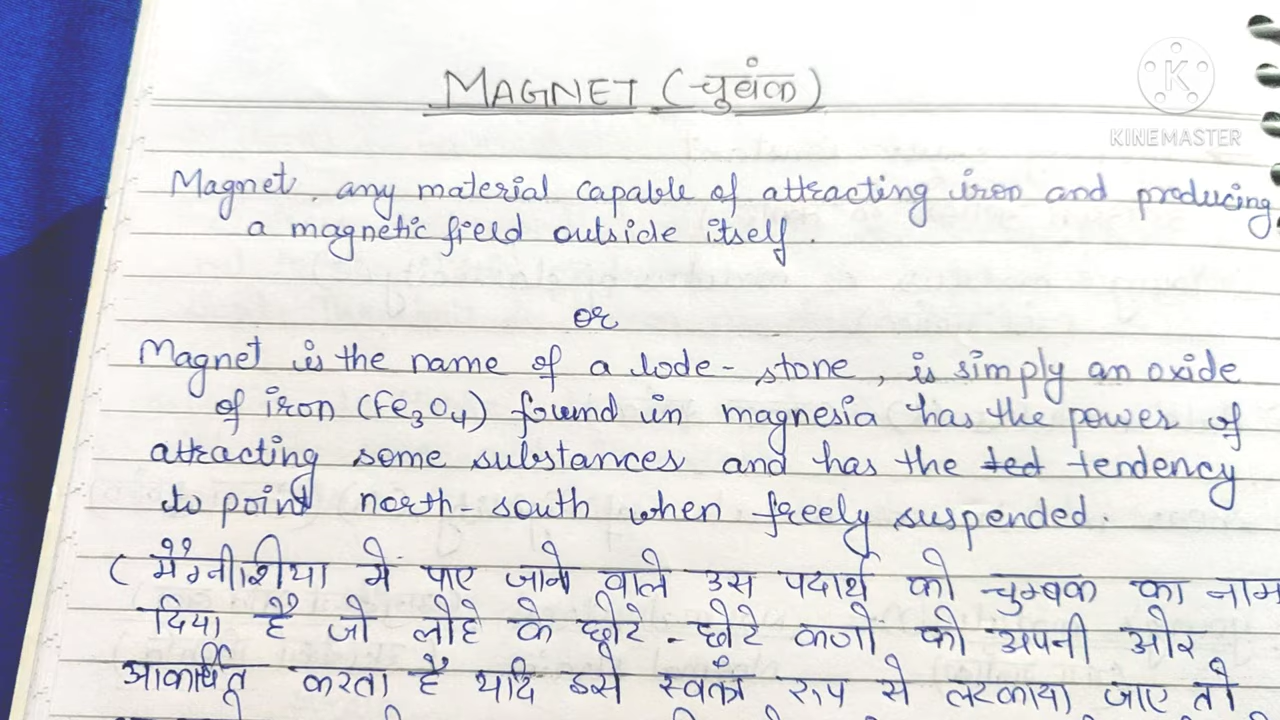 MAGNET (चुबंक)
KINEMASTER
Magnet, any material capable of attracting iron and producing
a magnetic field outside itself.
or
Magnet is the name of a lode-stone, is simply an oxide
of iron (Fe3O4) found in magnesia has the power of
attracting some substances and has the ted tendency
to point north-south when freely suspended.
( मैग्नीशिया में पाए जाने वाले उस पदार्थ को चुम्बक का नाम
दिया है जो लोहे के छोटे-छोटे कणो को अपनी ओर
आकर्षित करता है यदि इसे स्वतंत्र रूप से लटकाया जाए तो